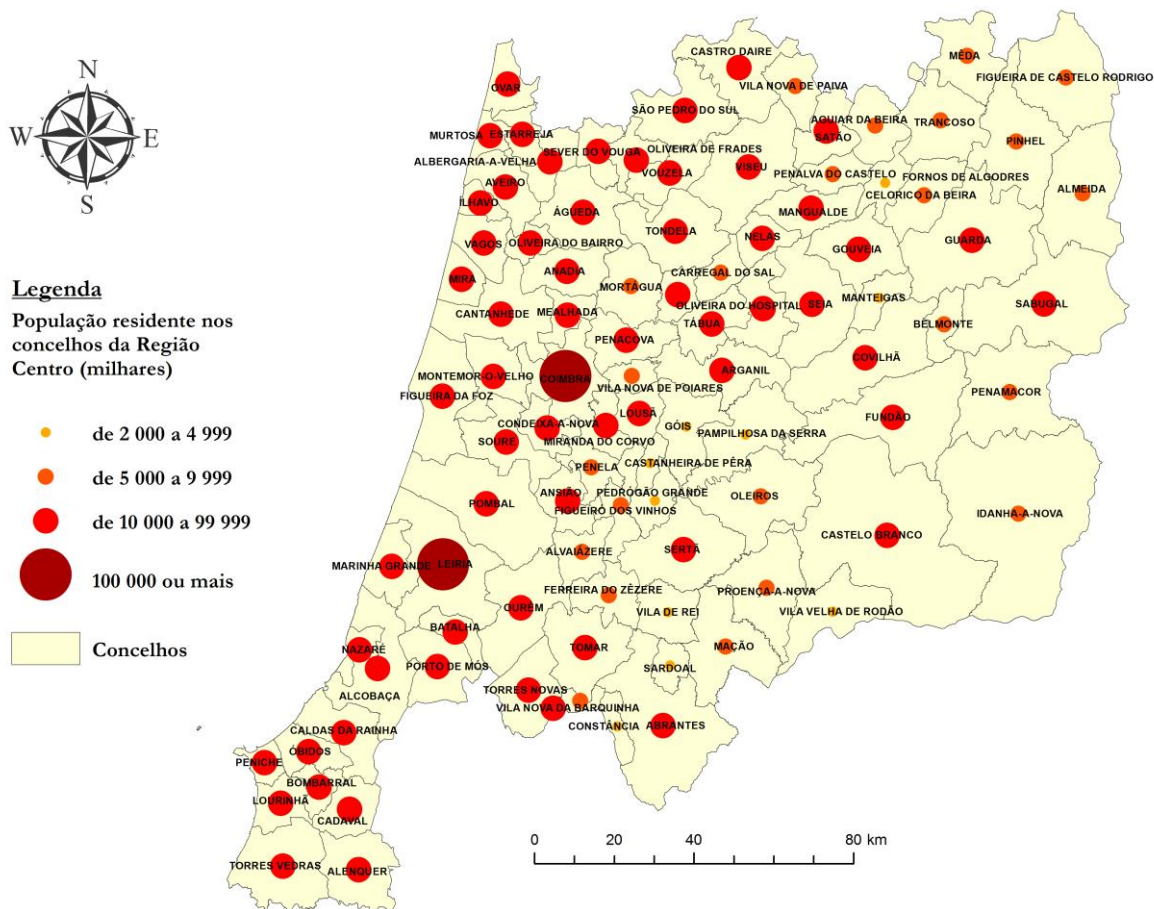 N
W
E
S
Legenda
População residente nos
concelhos da Região
Centro (milhares)
de 2 000 a 4 999
de 5 000 a 9 999
de 10 000 a 99 999
100 000 ou mais
Concelhos
CASTRO DAIRE
MÊDA
FIGUEIRA DE CASTELO RODRIGO
OVAR
VILA NOVA DE PAIVA
SÃO PEDRO DO SUL
AGUIAR DA BEIRA
TRANCOSO
MURTOSA
ESTARREJA
SATÃO
PINHEL
SEVER DO VOUGA
OLIVEIRA DE FRADES
ALBERGARIA-A-VELHA
VISEU
VOUZELA
PENALVA DO CASTELO
FORNOS DE ALGODRES
AVEIRO
ALMEIDA
CELORICO DA BEIRA
ÍLHAVO
ÁGUEDA
MANGUALDE
TONDELA
NELAS
GUARDA
VAGOS
OLIVEIRA DO BAIRRO
GOUVEIA
ANADIA
CARREGAL DO SAL
MIRA
MORTÁGUA
MANTEIGAS
OLIVEIRA DO HOSPITAL
SEIA
SABUGAL
CANTANHEDE
MEALHADA
TÁBUA
BELMONTE
PENACOVA
COVILHÃ
ARGANIL
MONTEMOR-O-VELHO
COIMBRA
VILA NOVA DE POIARES
PENAMACOR
FIGUEIRA DA FOZ
LOUSÃ
FUNDÃO
CONDEIXA-A-NOVA
GÓIS
PAMPILHOSA DA SERRA
SOURE
MIRANDA DO CORVO
CASTANHEIRA DE PÊRA
PENELA
ANSIÃO
PEDRÓGÃO GRANDE
OLEIROS
POMBAL
FIGUEIRÓ DOS VINHOS
IDANHA-A-NOVA
CASTELO BRANCO
ALVAIÁZERE
SERTÃ
MARINHA GRANDE
LEIRIA
FERREIRA DO ZÊZERE
PROENÇA-A-NOVA
OURÉM
VILA DE REI
VILA VELHA DE RODÃO
BATALHA
NAZARÉ
TOMAR
MAÇÃO
PORTO DE MÓS
SARDOAL
ALCOBAÇA
TORRES NOVAS
VILA NOVA DA BARQUINHA
CONSTÂNCIA
ABRANTES
CALDAS DA RAINHA
ÓBIDOS
PENICHE
BOMBARRAL
LOURINHÃ
CADAVAL
TORRES VEDRAS
ALENQUER
0 20 40 80 km